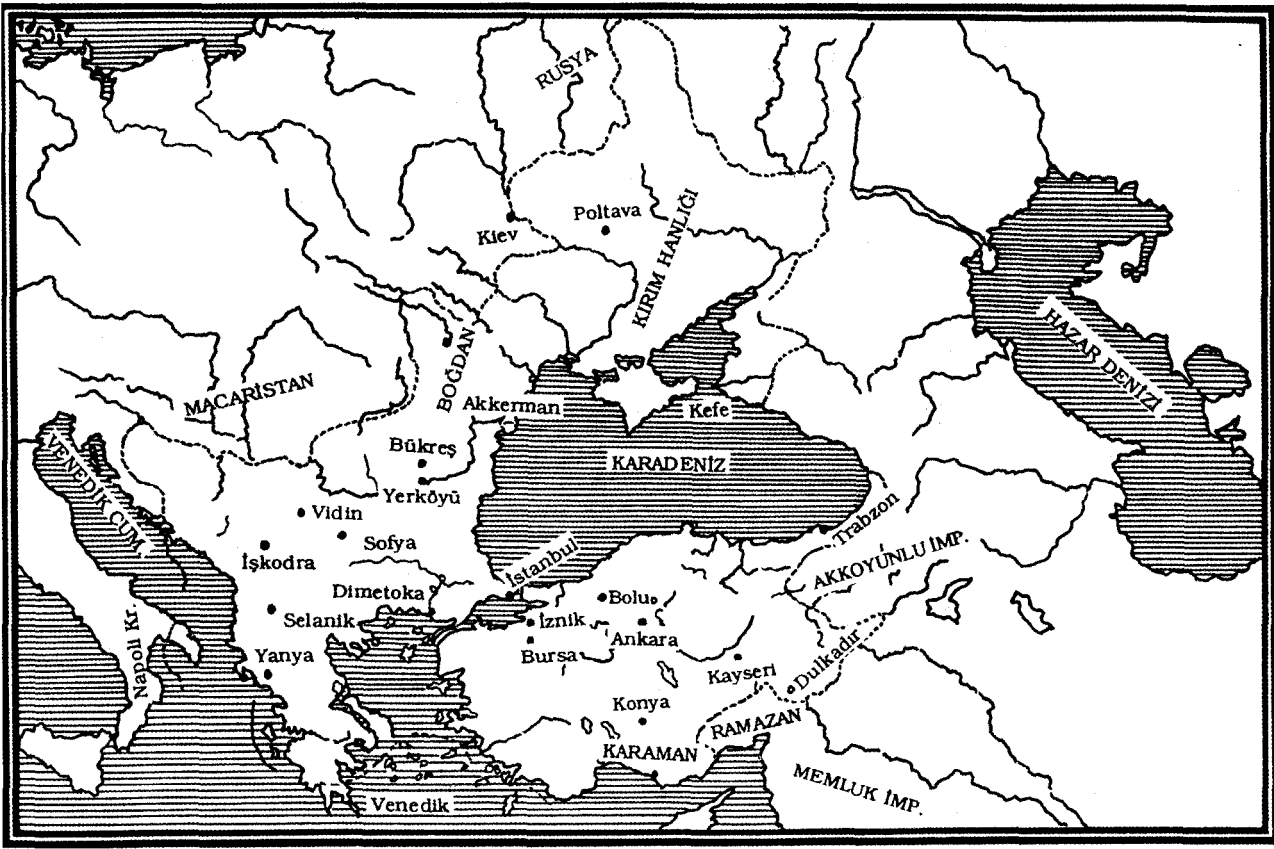 RUSYA
Poltava
Kiev
KIRIM HANLIĞI
HAZAR DENİZİ
BOĞDAN
MACARİSTAN
Akkerman
Kefe
VENEDİK CUM.
Bükreş
KARADENİZ
Yerköyü
Vidin
Trabzon
Sofya
İşkodra
İstanbul
AKKOYUNLU İMP.
Dimetoka
Bolu
Selanik
İznik
Ankara
Napoli Kr.
Yanya
Bursa
Kayseri
Dulkadır
Konya
RAMAZAN
KARAMAN
MEMLUK İMP.
Venedik